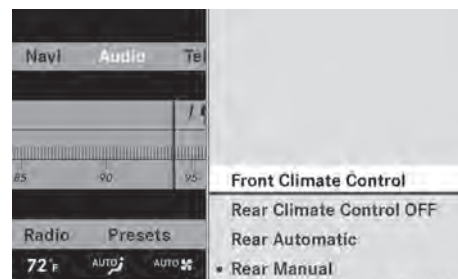 Navi Audio Tel
85 90 95
Front Climate Control
Rear Climate Control OFF
Radio Presets
Rear Automatic
72°F AUTO AUTO
• Rear Manual